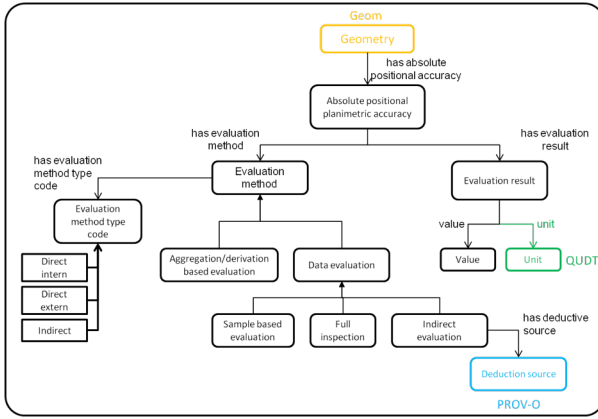 Geom
Geometry
has absolute
positional accuracy
Absolute positional
planimetric accuracy
has evaluation
method
has evaluation
result
has evaluation
method type
code
Evaluation
method
Evaluation result
Evaluation
method type
code
value
unit
Value
Unit
QUDT
Direct
intern
Direct
extern
Indirect
Aggregation/derivation
based evaluation
Data evaluation
Sample based
evaluation
Full
inspection
Indirect
evaluation
has deductive
source
Deduction source
PROV-O